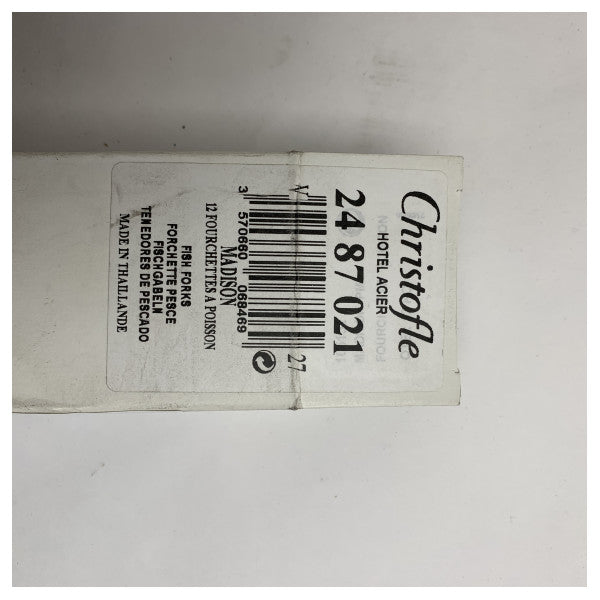 Christofle
HOTEL ACIER
24 87 021
27
3 570660 068469
MADISON
12 FOURCHETTES A POISSON
FISH FORKS
FORCHETTE PESCE
FISCHGABELN
TENEDORES DE PESCADO
MADE IN THAILLANDE